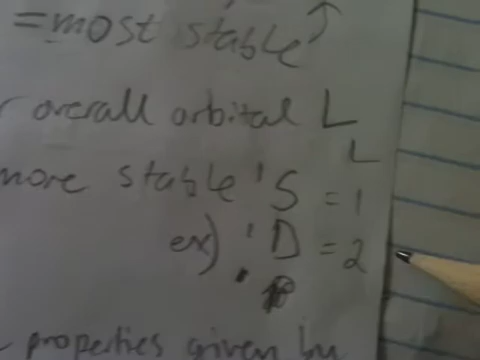 =most stable
overall orbital L
L
more stable ¹S = 1
ex) ¹D = 2
properties given by